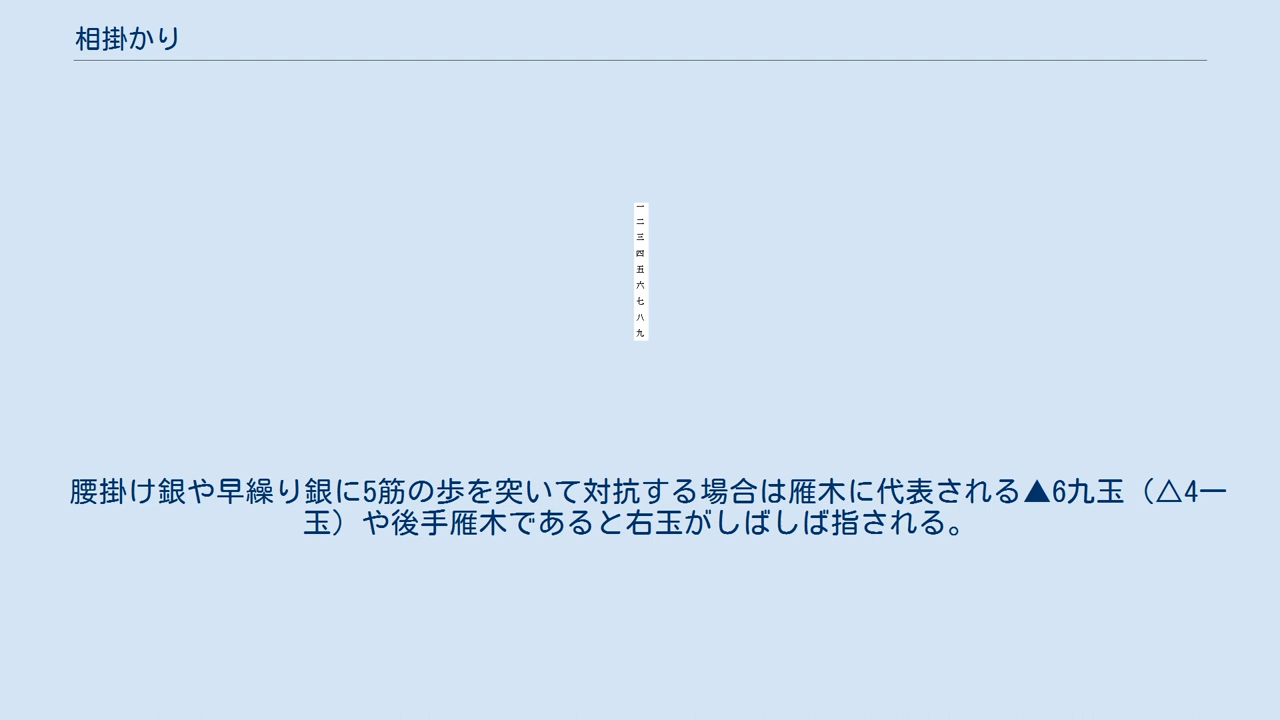 相掛かり
一
二
三
四
五
六
七
八
九
腰掛け銀や早繰り銀に5筋の歩を突いて対抗する場合は雁木に代表される▲6九玉（△4一
玉）や後手雁木であると右玉がしばしば指される。